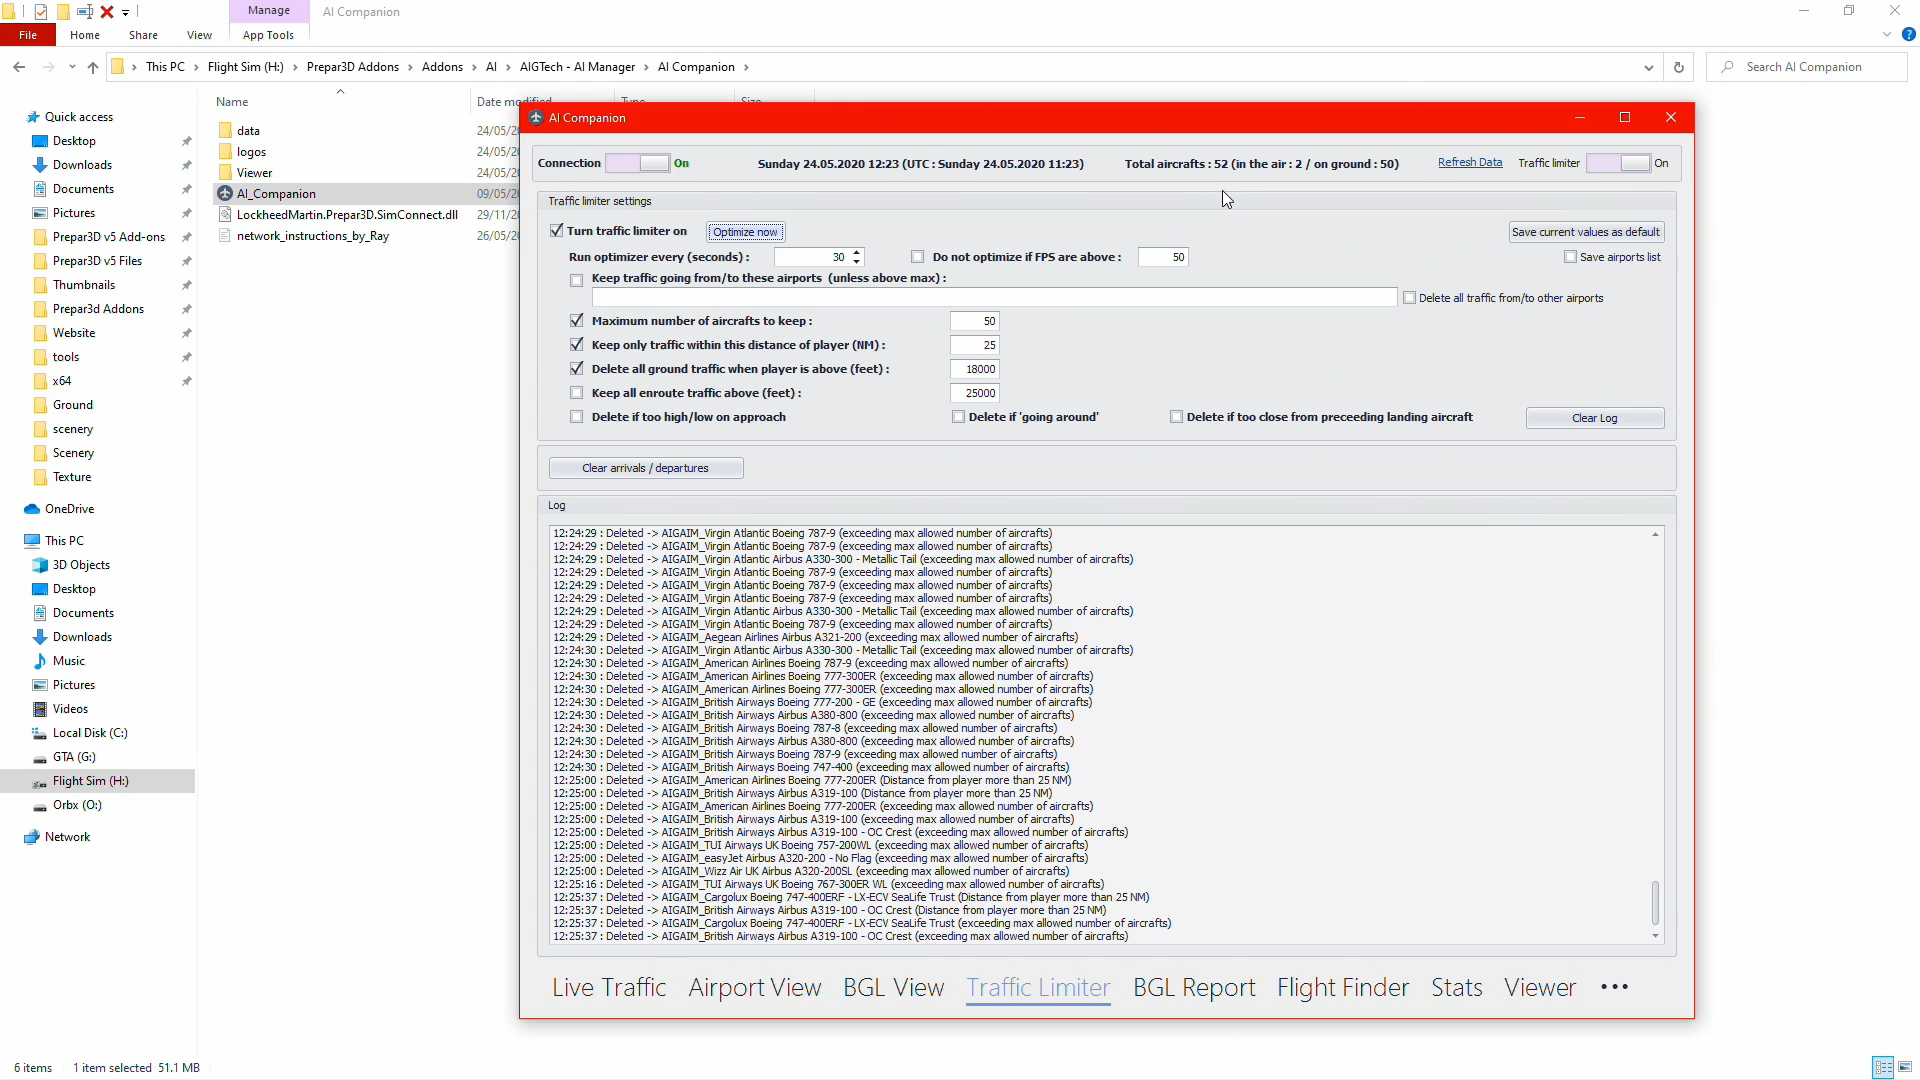 Manage
AI Companion
File
Home
Share
View
App Tools
This PC
Flight Sim (H:)
Prepar3D Addons
Addons
AI
AIGTech - AI Manager
AI Companion
Search AI Companion
Name
Date modified
Type
Size
Quick access
Desktop
Downloads
Documents
Pictures
Prepar3D v5 Add-ons
Prepar3D v5 Files
Thumbnails
Prepar3d Addons
Website
tools
x64
Ground
scenery
Scenery
Texture
OneDrive
This PC
3D Objects
Desktop
Documents
Downloads
Music
Pictures
Videos
Local Disk (C:)
GTA (G:)
Flight Sim (H:)
Orbx (O:)
Network
data 24/05/20
logos 24/05/20
Viewer 24/05/20
AI_Companion 09/05/20
LockheedMartin.Prepar3D.SimConnect.dll 29/11/20
network_instructions_by_Ray 26/05/20
AI Companion
Connection On Sunday 24.05.2020 12:23 (UTC : Sunday 24.05.2020 11:23) Total aircrafts : 52 (in the air : 2 / on ground : 50) Refresh Data Traffic limiter On
Traffic limiter settings
Turn traffic limiter on Optimize now Save current values as default
Run optimizer every (seconds) : 30 Do not optimize if FPS are above : 50 Save airports list
Keep traffic going from/to these airports (unless above max) :
Delete all traffic from/to other airports
Maximum number of aircrafts to keep : 50
Keep only traffic within this distance of player (NM) : 25
Delete all ground traffic when player is above (feet) : 18000
Keep all enroute traffic above (feet) : 25000
Delete if too high/low on approach Delete if 'going around' Delete if too close from preceeding landing aircraft Clear Log
Clear arrivals / departures
Log
12:24:29 : Deleted -> AIGAIM_Virgin Atlantic Boeing 787-9 (exceeding max allowed number of aircrafts)
12:24:29 : Deleted -> AIGAIM_Virgin Atlantic Boeing 787-9 (exceeding max allowed number of aircrafts)
12:24:29 : Deleted -> AIGAIM_Virgin Atlantic Airbus A330-300 - Metallic Tail (exceeding max allowed number of aircrafts)
12:24:29 : Deleted -> AIGAIM_Virgin Atlantic Boeing 787-9 (exceeding max allowed number of aircrafts)
12:24:29 : Deleted -> AIGAIM_Virgin Atlantic Boeing 787-9 (exceeding max allowed number of aircrafts)
12:24:29 : Deleted -> AIGAIM_Virgin Atlantic Boeing 787-9 (exceeding max allowed number of aircrafts)
12:24:29 : Deleted -> AIGAIM_Virgin Atlantic Airbus A330-300 - Metallic Tail (exceeding max allowed number of aircrafts)
12:24:29 : Deleted -> AIGAIM_Virgin Atlantic Boeing 787-9 (exceeding max allowed number of aircrafts)
12:24:29 : Deleted -> AIGAIM_Aegean Airlines Airbus A321-200 (exceeding max allowed number of aircrafts)
12:24:30 : Deleted -> AIGAIM_Virgin Atlantic Airbus A330-300 - Metallic Tail (exceeding max allowed number of aircrafts)
12:24:30 : Deleted -> AIGAIM_American Airlines Boeing 787-9 (exceeding max allowed number of aircrafts)
12:24:30 : Deleted -> AIGAIM_American Airlines Boeing 777-300ER (exceeding max allowed number of aircrafts)
12:24:30 : Deleted -> AIGAIM_American Airlines Boeing 777-300ER (exceeding max allowed number of aircrafts)
12:24:30 : Deleted -> AIGAIM_British Airways Boeing 777-200 - GE (exceeding max allowed number of aircrafts)
12:24:30 : Deleted -> AIGAIM_British Airways Airbus A380-800 (exceeding max allowed number of aircrafts)
12:24:30 : Deleted -> AIGAIM_British Airways Boeing 787-8 (exceeding max allowed number of aircrafts)
12:24:30 : Deleted -> AIGAIM_British Airways Airbus A380-800 (exceeding max allowed number of aircrafts)
12:24:30 : Deleted -> AIGAIM_British Airways Boeing 787-9 (exceeding max allowed number of aircrafts)
12:24:30 : Deleted -> AIGAIM_British Airways Boeing 747-400 (exceeding max allowed number of aircrafts)
12:25:00 : Deleted -> AIGAIM_American Airlines Boeing 777-200ER (Distance from player more than 25 NM)
12:25:00 : Deleted -> AIGAIM_British Airways Airbus A319-100 (Distance from player more than 25 NM)
12:25:00 : Deleted -> AIGAIM_American Airlines Boeing 777-200ER (exceeding max allowed number of aircrafts)
12:25:00 : Deleted -> AIGAIM_British Airways Airbus A319-100 (exceeding max allowed number of aircrafts)
12:25:00 : Deleted -> AIGAIM_British Airways Airbus A319-100 - OC Crest (exceeding max allowed number of aircrafts)
12:25:00 : Deleted -> AIGAIM_TUI Airways UK Boeing 757-200WL (exceeding max allowed number of aircrafts)
12:25:00 : Deleted -> AIGAIM_easyJet Airbus A320-200 - No Flag (exceeding max allowed number of aircrafts)
12:25:00 : Deleted -> AIGAIM_Wizz Air UK Airbus A320-200SL (exceeding max allowed number of aircrafts)
12:25:16 : Deleted -> AIGAIM_TUI Airways UK Boeing 767-300ER WL (exceeding max allowed number of aircrafts)
12:25:37 : Deleted -> AIGAIM_Cargolux Boeing 747-400ERF - LX-ECV SeaLife Trust (Distance from player more than 25 NM)
12:25:37 : Deleted -> AIGAIM_British Airways Airbus A319-100 - OC Crest (Distance from player more than 25 NM)
12:25:37 : Deleted -> AIGAIM_Cargolux Boeing 747-400ERF - LX-ECV SeaLife Trust (exceeding max allowed number of aircrafts)
12:25:37 : Deleted -> AIGAIM_British Airways Airbus A319-100 - OC Crest (exceeding max allowed number of aircrafts)
Live Traffic Airport View BGL View Traffic Limiter BGL Report Flight Finder Stats Viewer •••
6 items 1 item selected 51.1 MB